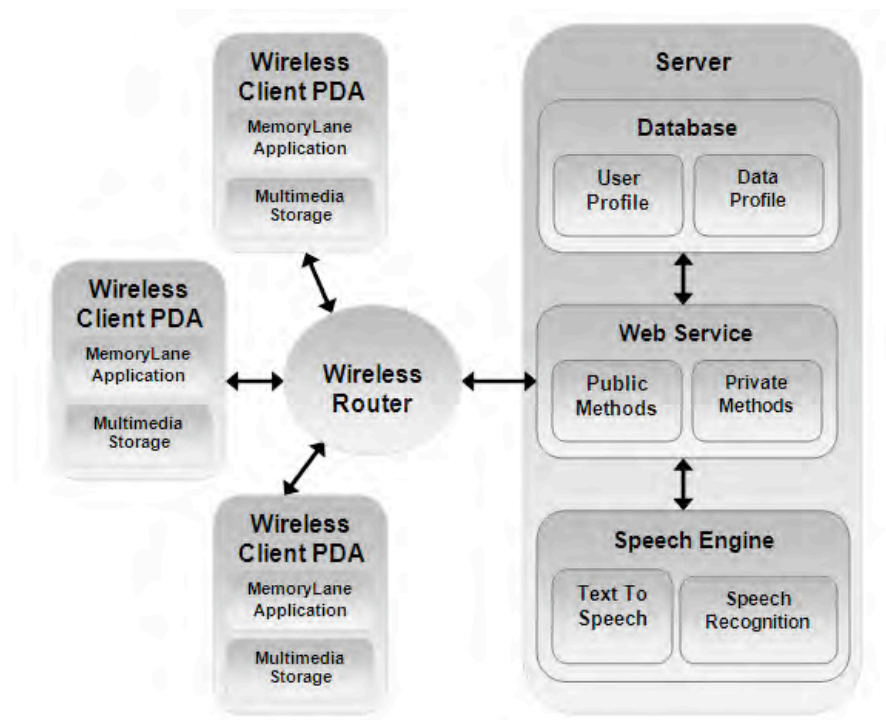 Wireless
Client PDA
MemoryLane
Application
Multimedia
Storage
Wireless
Client PDA
MemoryLane
Application
Multimedia
Storage
Wireless
Client PDA
MemoryLane
Application
Multimedia
Storage
Wireless
Router
Server
Database
User
Profile
Data
Profile
Web Service
Public
Methods
Private
Methods
Speech Engine
Text To
Speech
Speech
Recognition